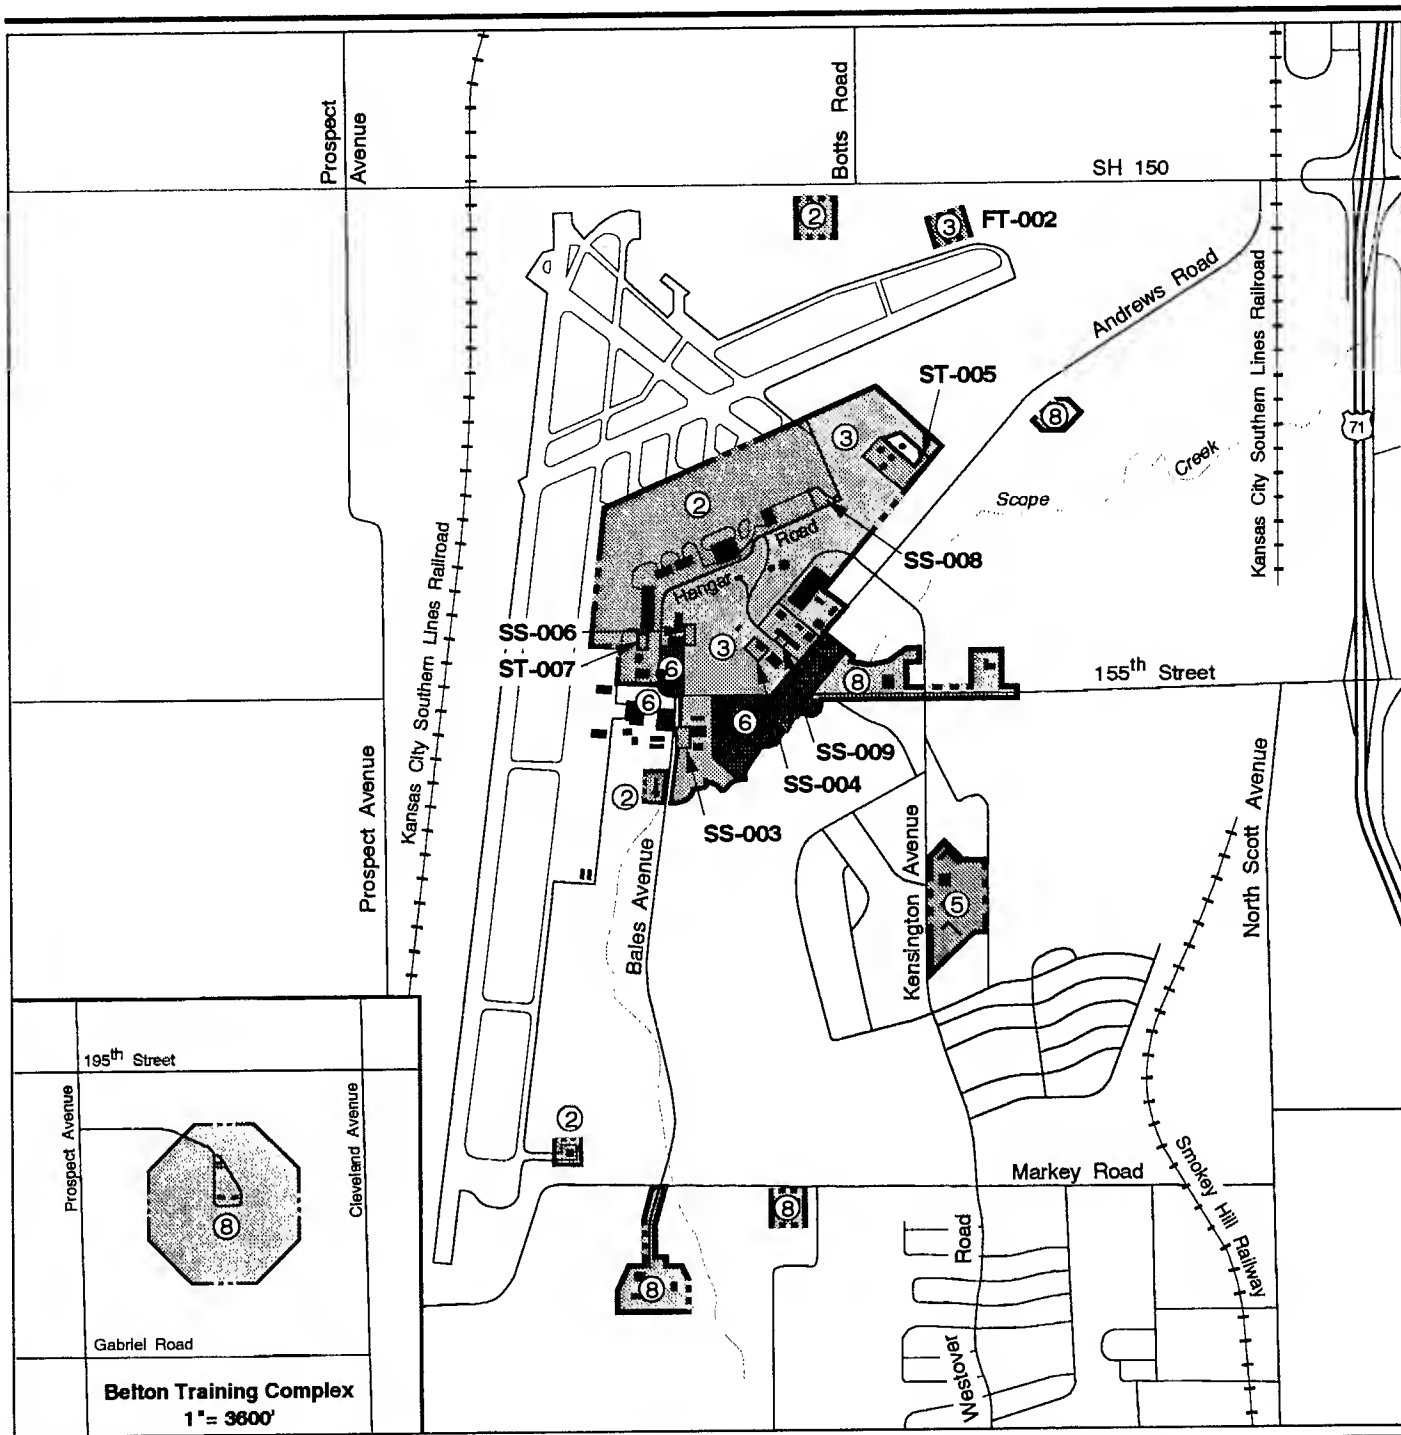 Prospect
Avenue
Botts Road
SH 150
2
3
FT-002
Andrews Road
Kansas City Southern Lines Railroad
71
ST-005
8
3
Creek
Scope
2
Hangar Road
SS-008
Kansas City Southern Lines Railroad
SS-006
ST-007
3
6
8
155th Street
6
6
SS-009
SS-004
SS-003
2
Prospect Avenue
Bales Avenue
Kensington Avenue
5
North Scott Avenue
195th Street
Prospect Avenue
Cleveland Avenue
8
Gabriel Road
Belton Training Complex
1"= 3600'
2
Markey Road
8
8
Smokey Hill Railway
Westover Road